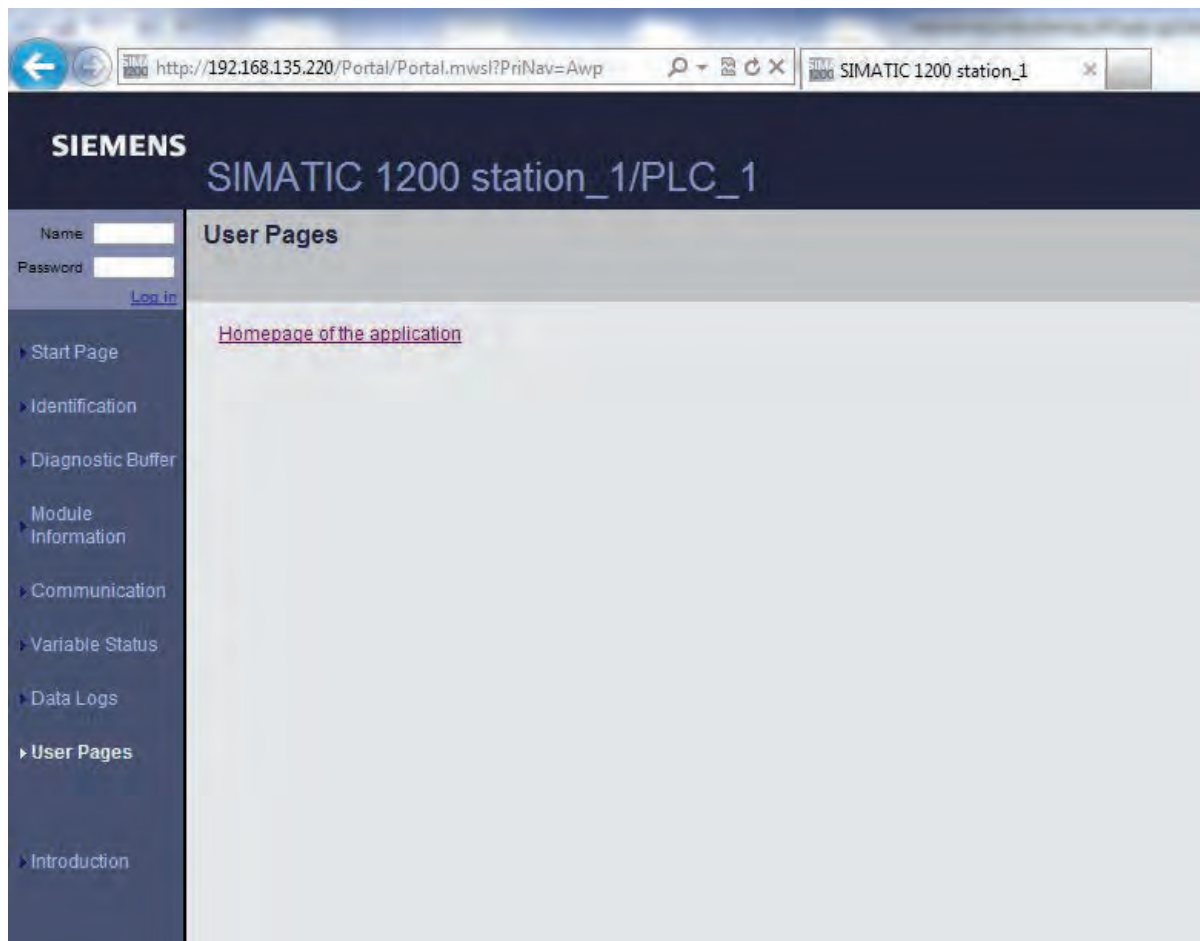 http://192.168.135.220/Portal/Portal.mwsl?PriNav=Awp
SIMATIC 1200 station_1
SIEMENS
SIMATIC 1200 station_1/PLC_1
Name
Password
Log in
User Pages
Homepage of the application
Start Page
Identification
Diagnostic Buffer
Module
Information
Communication
Variable Status
Data Logs
User Pages
Introduction